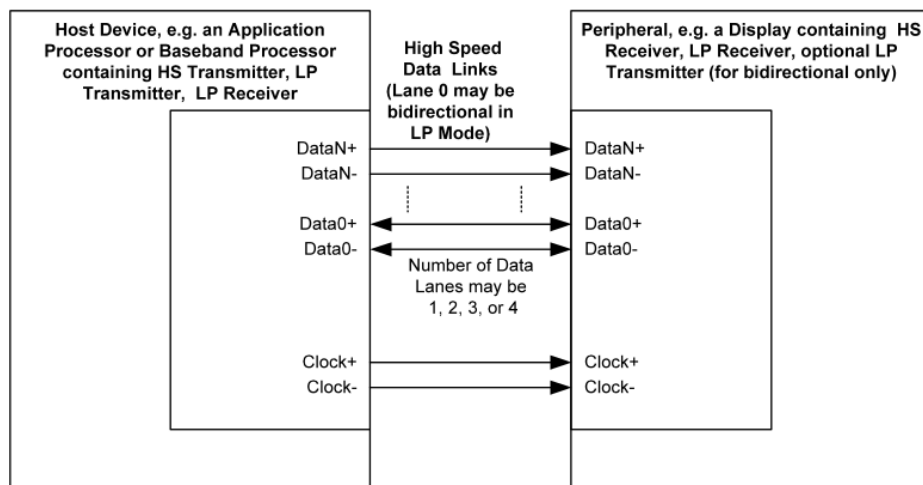 Host Device, e.g. an Application
Processor or Baseband Processor
containing HS Transmitter, LP
Transmitter, LP Receiver
High Speed
Data Links
(Lane 0 may be
bidirectional in
LP Mode)
Peripheral, e.g. a Display containing HS
Receiver, LP Receiver, optional LP
Transmitter (for bidirectional only)
DataN+
DataN-
Data0+
Data0-
Clock+
Clock-
Number of Data
Lanes may be
1, 2, 3, or 4
DataN+
DataN-
Data0+
Data0-
Clock+
Clock-